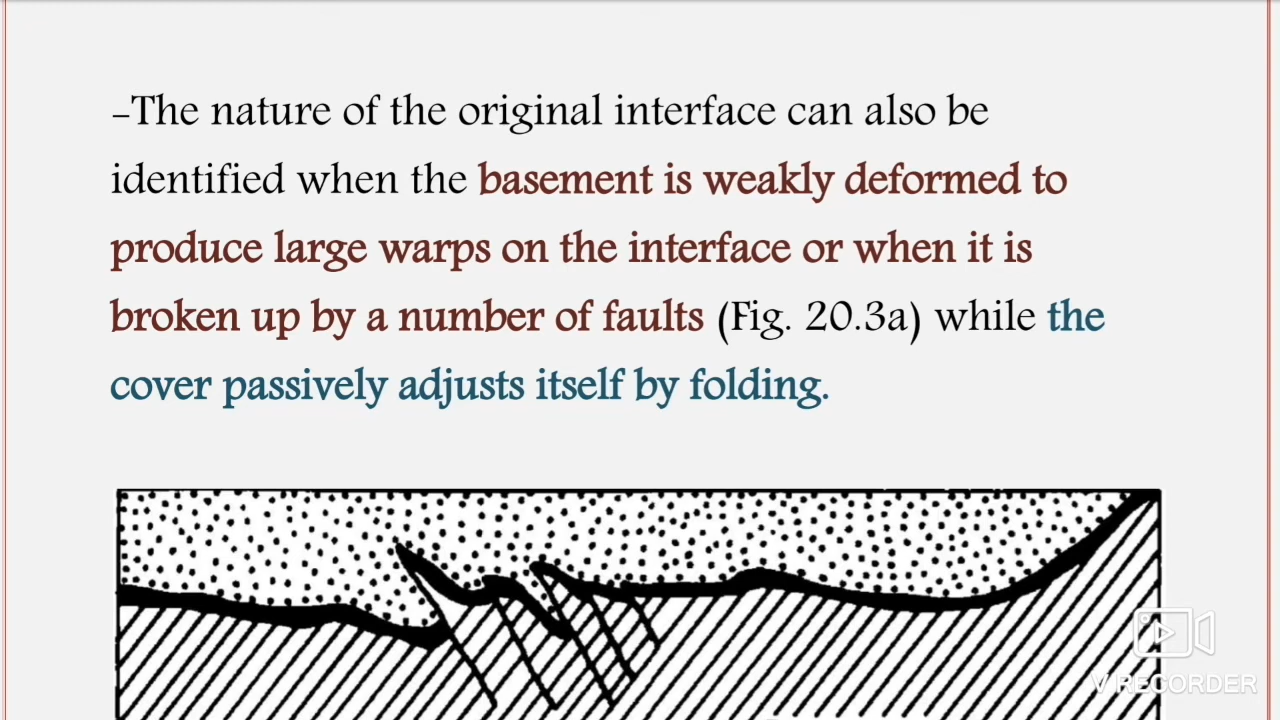 -The nature of the original interface can also be
identified when the basement is weakly deformed to
produce large warps on the interface or when it is
broken up by a number of faults (Fig. 20.3a) while the
cover passively adjusts itself by folding.
V RECORDER